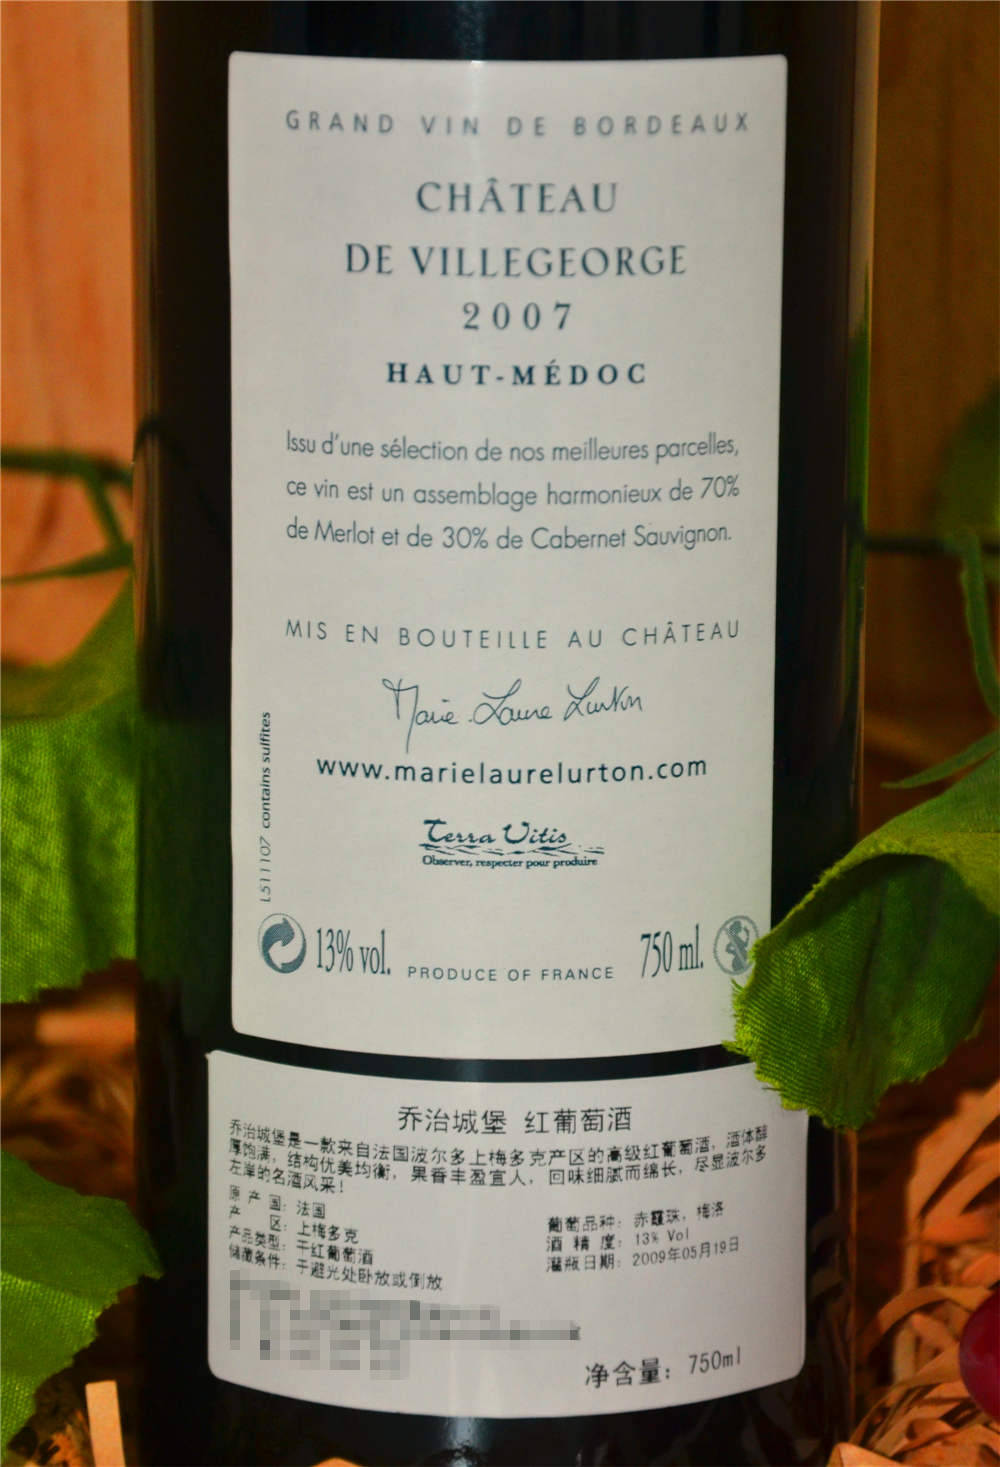 GRAND VIN DE BORDEAUX
CHÂTEAU
DE VILLEGEORGE
2007
HAUT-MÉDOC
Issu d'une sélection de nos meilleures parcelles,
ce vin est un assemblage harmonieux de 70%
de Merlot et de 30% de Cabernet Sauvignon.
MIS EN BOUTEILLE AU CHÂTEAU
Marie-Laure Lurton
www.marielaurelurton.com
L511107 contains sulfites
Terra Vitis
Observer, respecter pour produire
13% vol.
PRODUCE OF FRANCE
750 ml.
乔治城堡 红葡萄酒
乔治城堡是一款来自法国波尔多上梅多克产区的高级红葡萄酒，酒体醇
厚饱满，结构优美均衡，果香丰盈宜人，回味细腻而绵长，尽显波尔多
左岸的名酒风采！
原产国：法国
产区：上梅多克
产品类型：干红葡萄酒
储藏条件：于避光处卧放或倒放
葡萄品种：赤霞珠，梅洛
酒精度：13% Vol
灌瓶日期：2009年05月19日
净含量：750ml